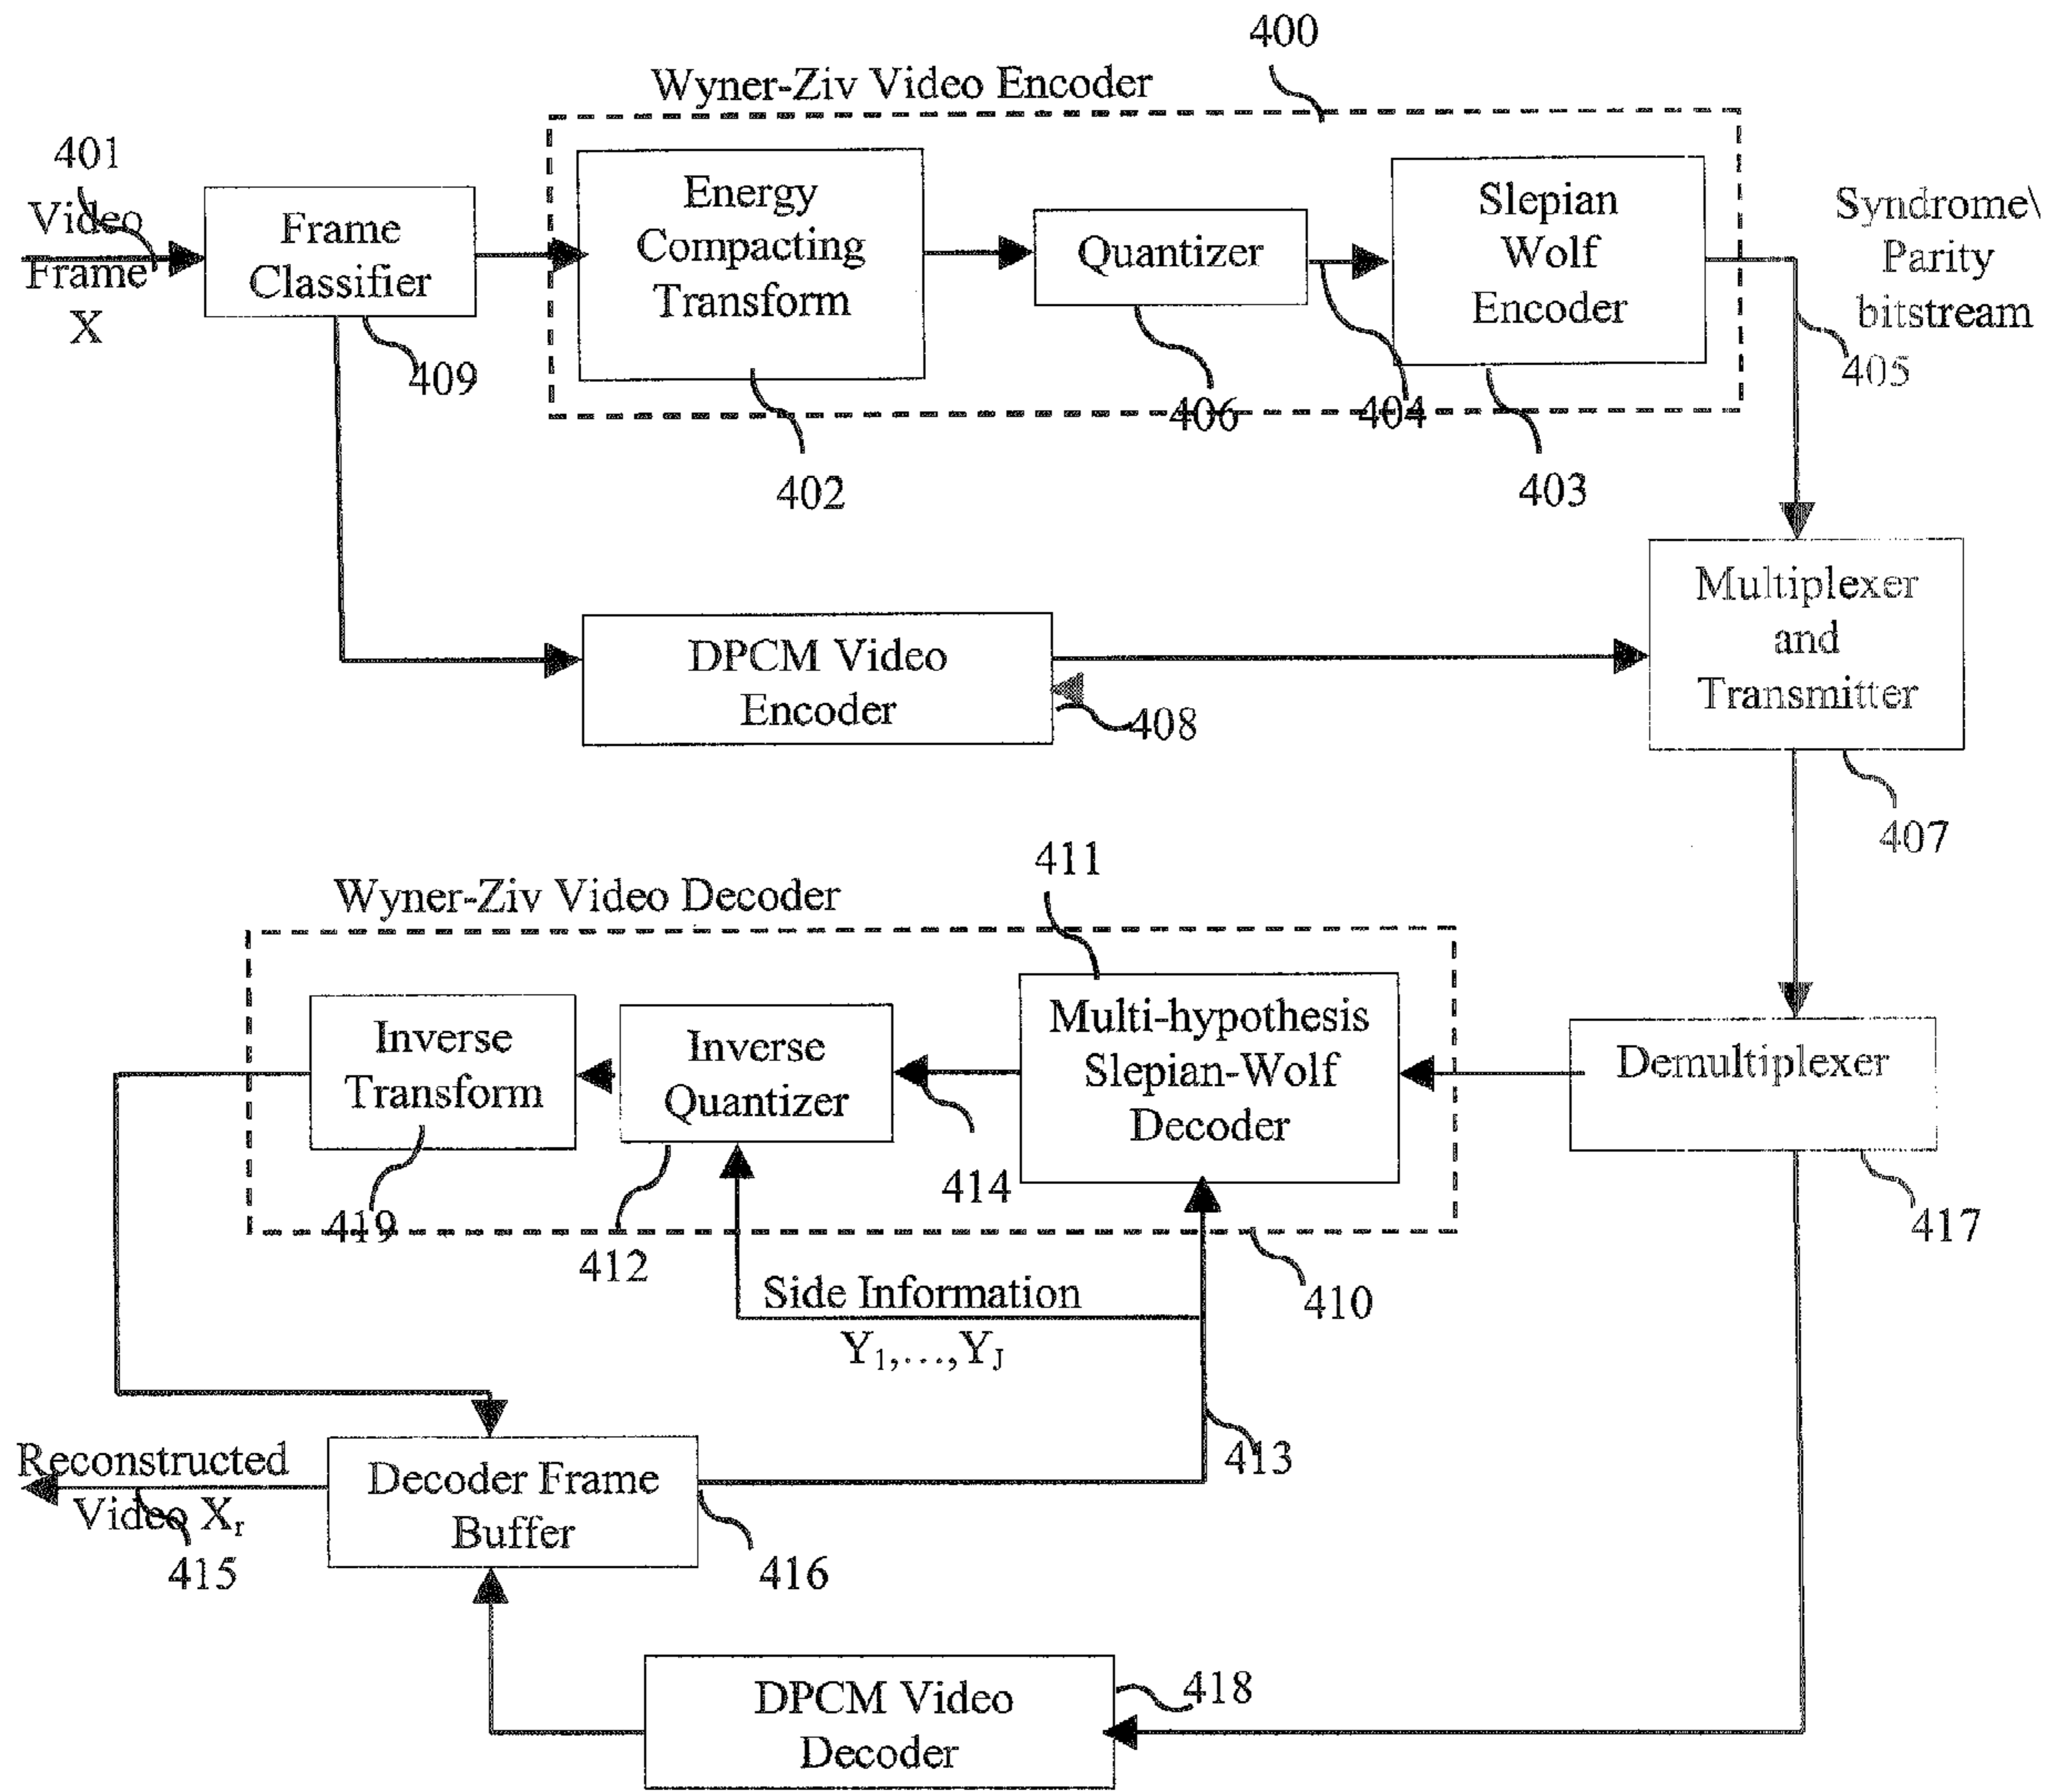 400
Wyner-Ziv Video Encoder
401
Video
Frame
X
Frame
Classifier
409
Energy
Compacting
Transform
402
Quantizer
406
404
Slepian
Wolf
Encoder
403
Syndrome\
Parity
bitstream
405
DPCM Video
Encoder
408
Multiplexer
and
Transmitter
407
Wyner-Ziv Video Decoder
411
Inverse
Transform
419
Inverse
Quantizer
412
414
Multi-hypothesis
Slepian-Wolf
Decoder
410
Demultiplexer
417
Side Information
Y₁,...,Y_J
413
Reconstructed
Video Xᵣ
415
Decoder Frame
Buffer
416
DPCM Video
Decoder
418